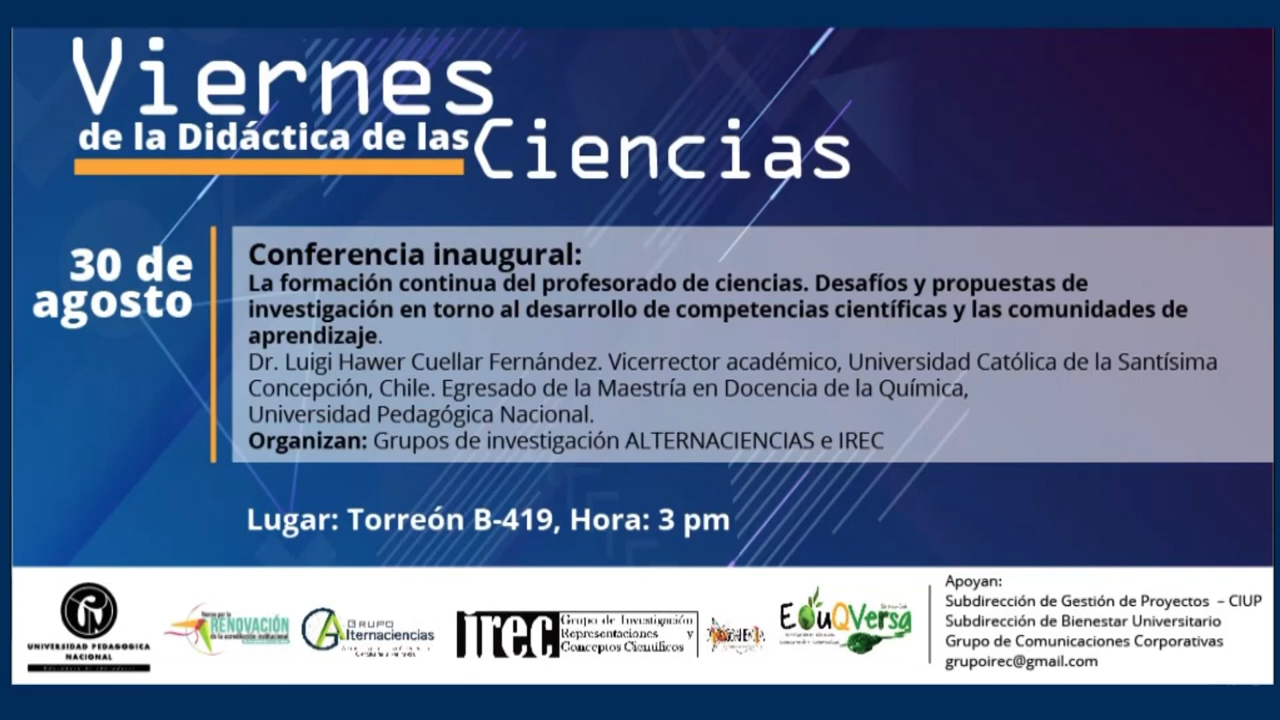 Viernes
de la Didáctica de las Ciencias
30 de
agosto
Conferencia inaugural:
La formación continua del profesorado de ciencias. Desafíos y propuestas de
investigación en torno al desarrollo de competencias científicas y las comunidades de
aprendizaje.
Dr. Luigi Hawer Cuellar Fernández. Vicerrector académico, Universidad Católica de la Santísima
Concepción, Chile. Egresado de la Maestría en Docencia de la Química,
Universidad Pedagógica Nacional.
Organizan: Grupos de investigación ALTERNACIENCIAS e IREC
Lugar: Torreón B-419, Hora: 3 pm
UNIVERSIDAD PEDAGOGICA
NACIONAL
RENOVACIÓN
GRUPO
Alternaciencias
irec
Grupo de Investigación
Representaciones y
Conceptos Científicos
EduQVersa
Apoyan:
Subdirección de Gestión de Proyectos – CIUP
Subdirección de Bienestar Universitario
Grupo de Comunicaciones Corporativas
grupoirec@gmail.com